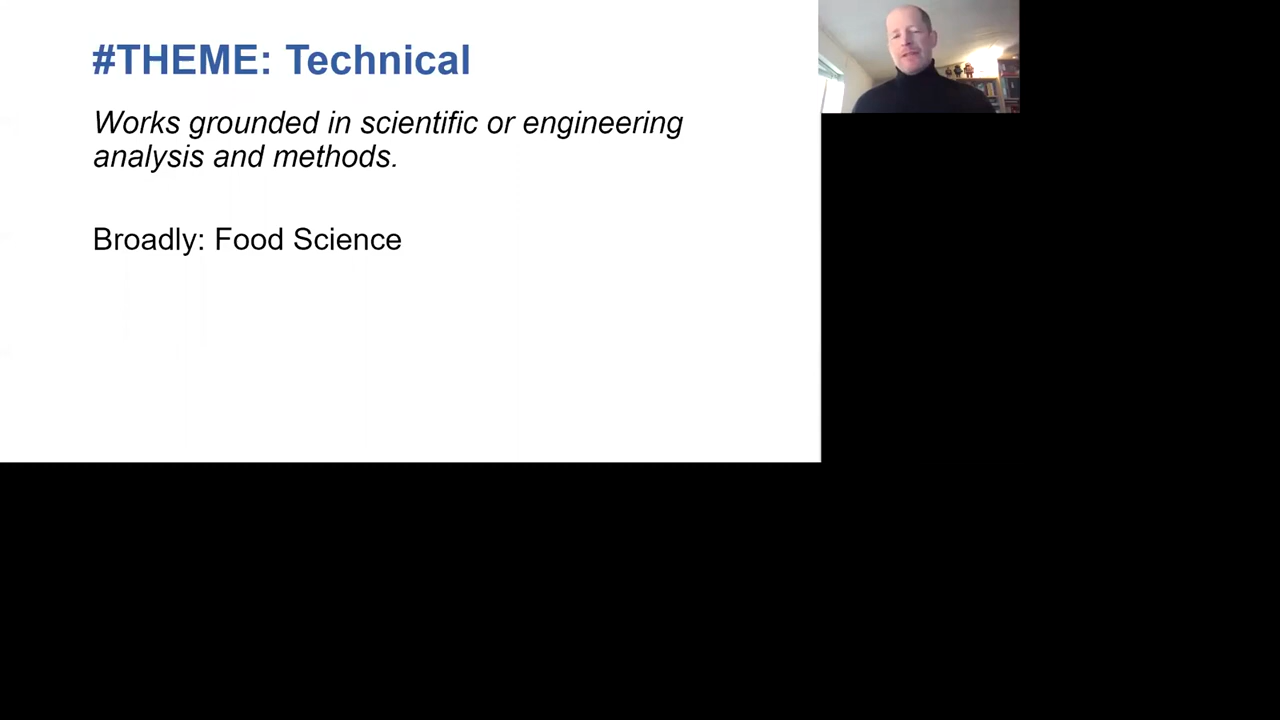 #THEME: Technical
Works grounded in scientific or engineering
analysis and methods.
Broadly: Food Science